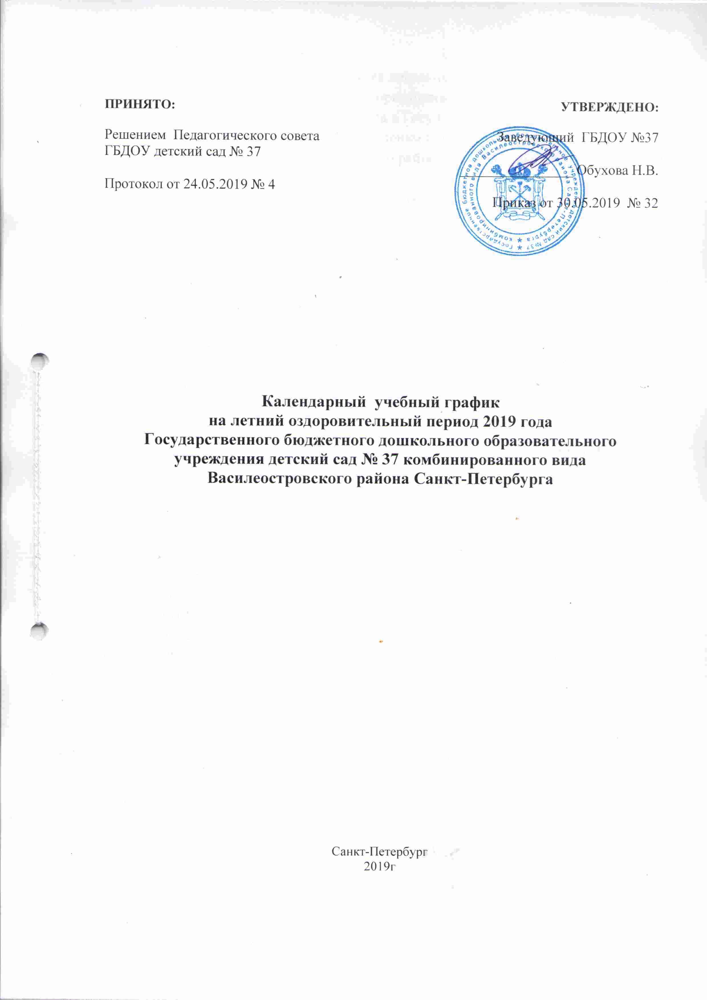 ПРИНЯТО:
Решением Педагогического совета
ГБДОУ детский сад № 37
Протокол от 24.05.2019 № 4
УТВЕРЖДЕНО:
Заведующий ГБДОУ №37
Обухова Н.В.
Приказ от 30.05.2019 № 32
Государственное бюджетное дошкольное образовательное учреждение детский сад №37
комбинированного вида Василеостровского района Санкт-Петербурга
Календарный учебный график
на летний оздоровительный период 2019 года
Государственного бюджетного дошкольного образовательного
учреждения детский сад № 37 комбинированного вида
Василеостровского района Санкт-Петербурга
Санкт-Петербург
2019г